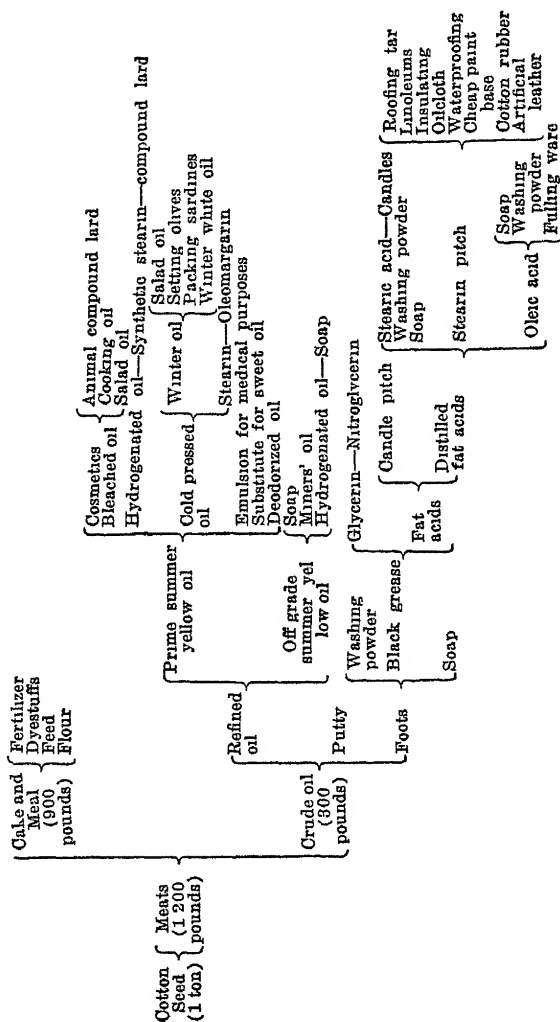 Cotton
Seed
(1 ton)
Meats
(1 200
pounds)
Cake and
Meal
(900
pounds)
Fertilizer
Dyestuffs
Feed
Flour
Crude oil
(300
pounds)
Refined
oil
Prime summer
yellow oil
Cosmetics
Bleached oil
Animal compound lard
Cooking oil
Salad oil
Hydrogenated oil—Synthetic stearin—compound lard
Cold pressed
oil
Winter oil
Salad oil
Setting olives
Packing sardines
Winter white oil
Stearin—Oleomargarin
Emulsion for medical purposes
Substitute for sweet oil
Deodorized oil
Off grade
summer yel
low oil
Soap
Miners' oil
Hydrogenated oil—Soap
Putty
Foots
Washing
powder
Black grease
Glycerin—Nitroglycerin
Fat
acids
Candle pitch
Distilled
fat acids
Stearic acid—Candles
Washing powder
Soap
Stearin pitch
Roofing tar
Linoleums
Insulating
Oilcloth
Waterproofing
Cheap paint
base
Cotton rubber
Artificial
leather
Oleic acid
Soap
Washing
powder
Fulling ware
Soap